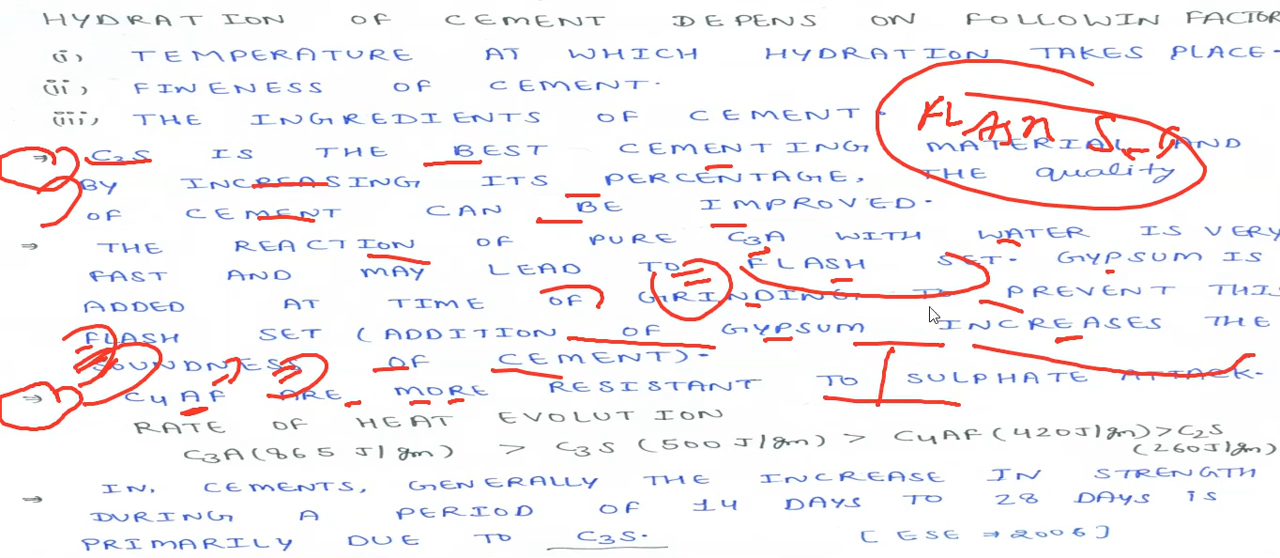 HYDRATION OF CEMENT DEPENS ON FOLLOWIN FACTOR
(i) TEMPERATURE AT WHICH HYDRATION TAKES PLACE.
(ii) FINENESS OF CEMENT.
(iii) THE INGREDIENTS OF CEMENT.
⇒ C2S IS THE BEST CEMENTING MATERIAL AND
BY INCREASING ITS PERCENTAGE, THE quality
OF CEMENT CAN BE IMPROVED.
⇒ THE REACTION OF PURE C3A WITH WATER IS VERY
FAST AND MAY LEAD TO FLASH SET. GYPSUM IS
ADDED AT TIME OF GRINDING TO PREVENT THIS
FLASH SET (ADDITION OF GYPSUM INCREASES THE
SOUNDNESS OF CEMENT).
⇒ C4AF ARE MORE RESISTANT TO SULPHATE ATTACK.
RATE OF HEAT EVOLUTION
C3A (865 J/gm) > C3S (500 J/gm) > C4AF (420J/gm) > C2S
(260J/gm)
⇒ IN, CEMENTS, GENERALLY THE INCREASE IN STRENGTH
DURING A PERIOD OF 14 DAYS TO 28 DAYS IS
PRIMARILY DUE TO C3S. [ESE ⇒ 2006]